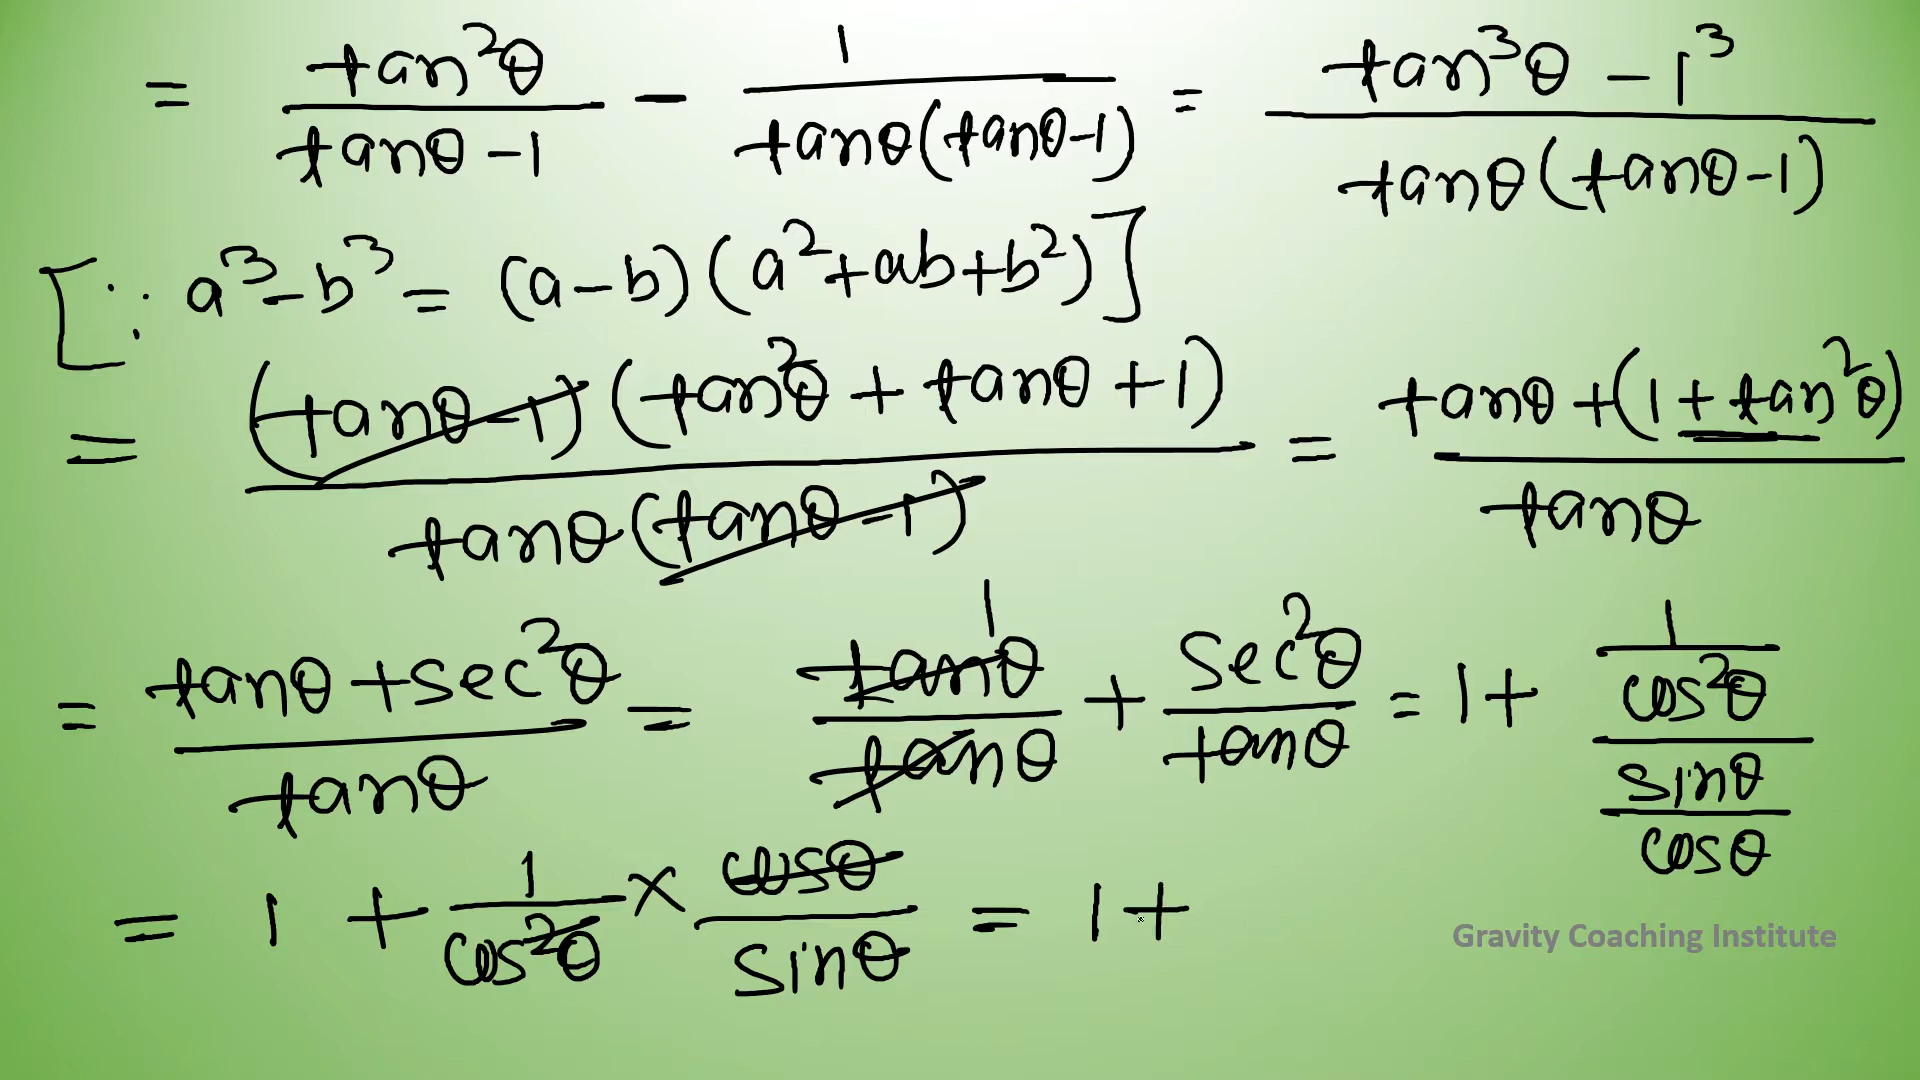 = tan²θ / tanθ - 1 − 1 / tanθ(tanθ-1) = tan³θ − 1³ / tanθ(tanθ-1)
[∵ a³-b³ = (a-b)(a²+ab+b²)]
= (tanθ-1)(tan²θ + tanθ + 1) / tanθ(tanθ-1) = tanθ + (1 + tan²θ) / tanθ
= tanθ + sec²θ / tanθ = 1 tanθ / tanθ + sec²θ / tanθ = 1 + 1 / cos²θ / sinθ / cosθ
= 1 + 1 / cos²θ × cosθ / sinθ = 1 +
Gravity Coaching Institute